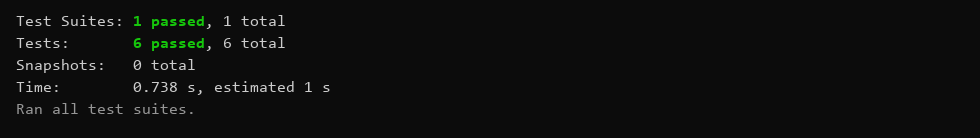 Test Suites: 1 passed, 1 total
Tests:       6 passed, 6 total
Snapshots:   0 total
Time:        0.738 s, estimated 1 s
Ran all test suites.